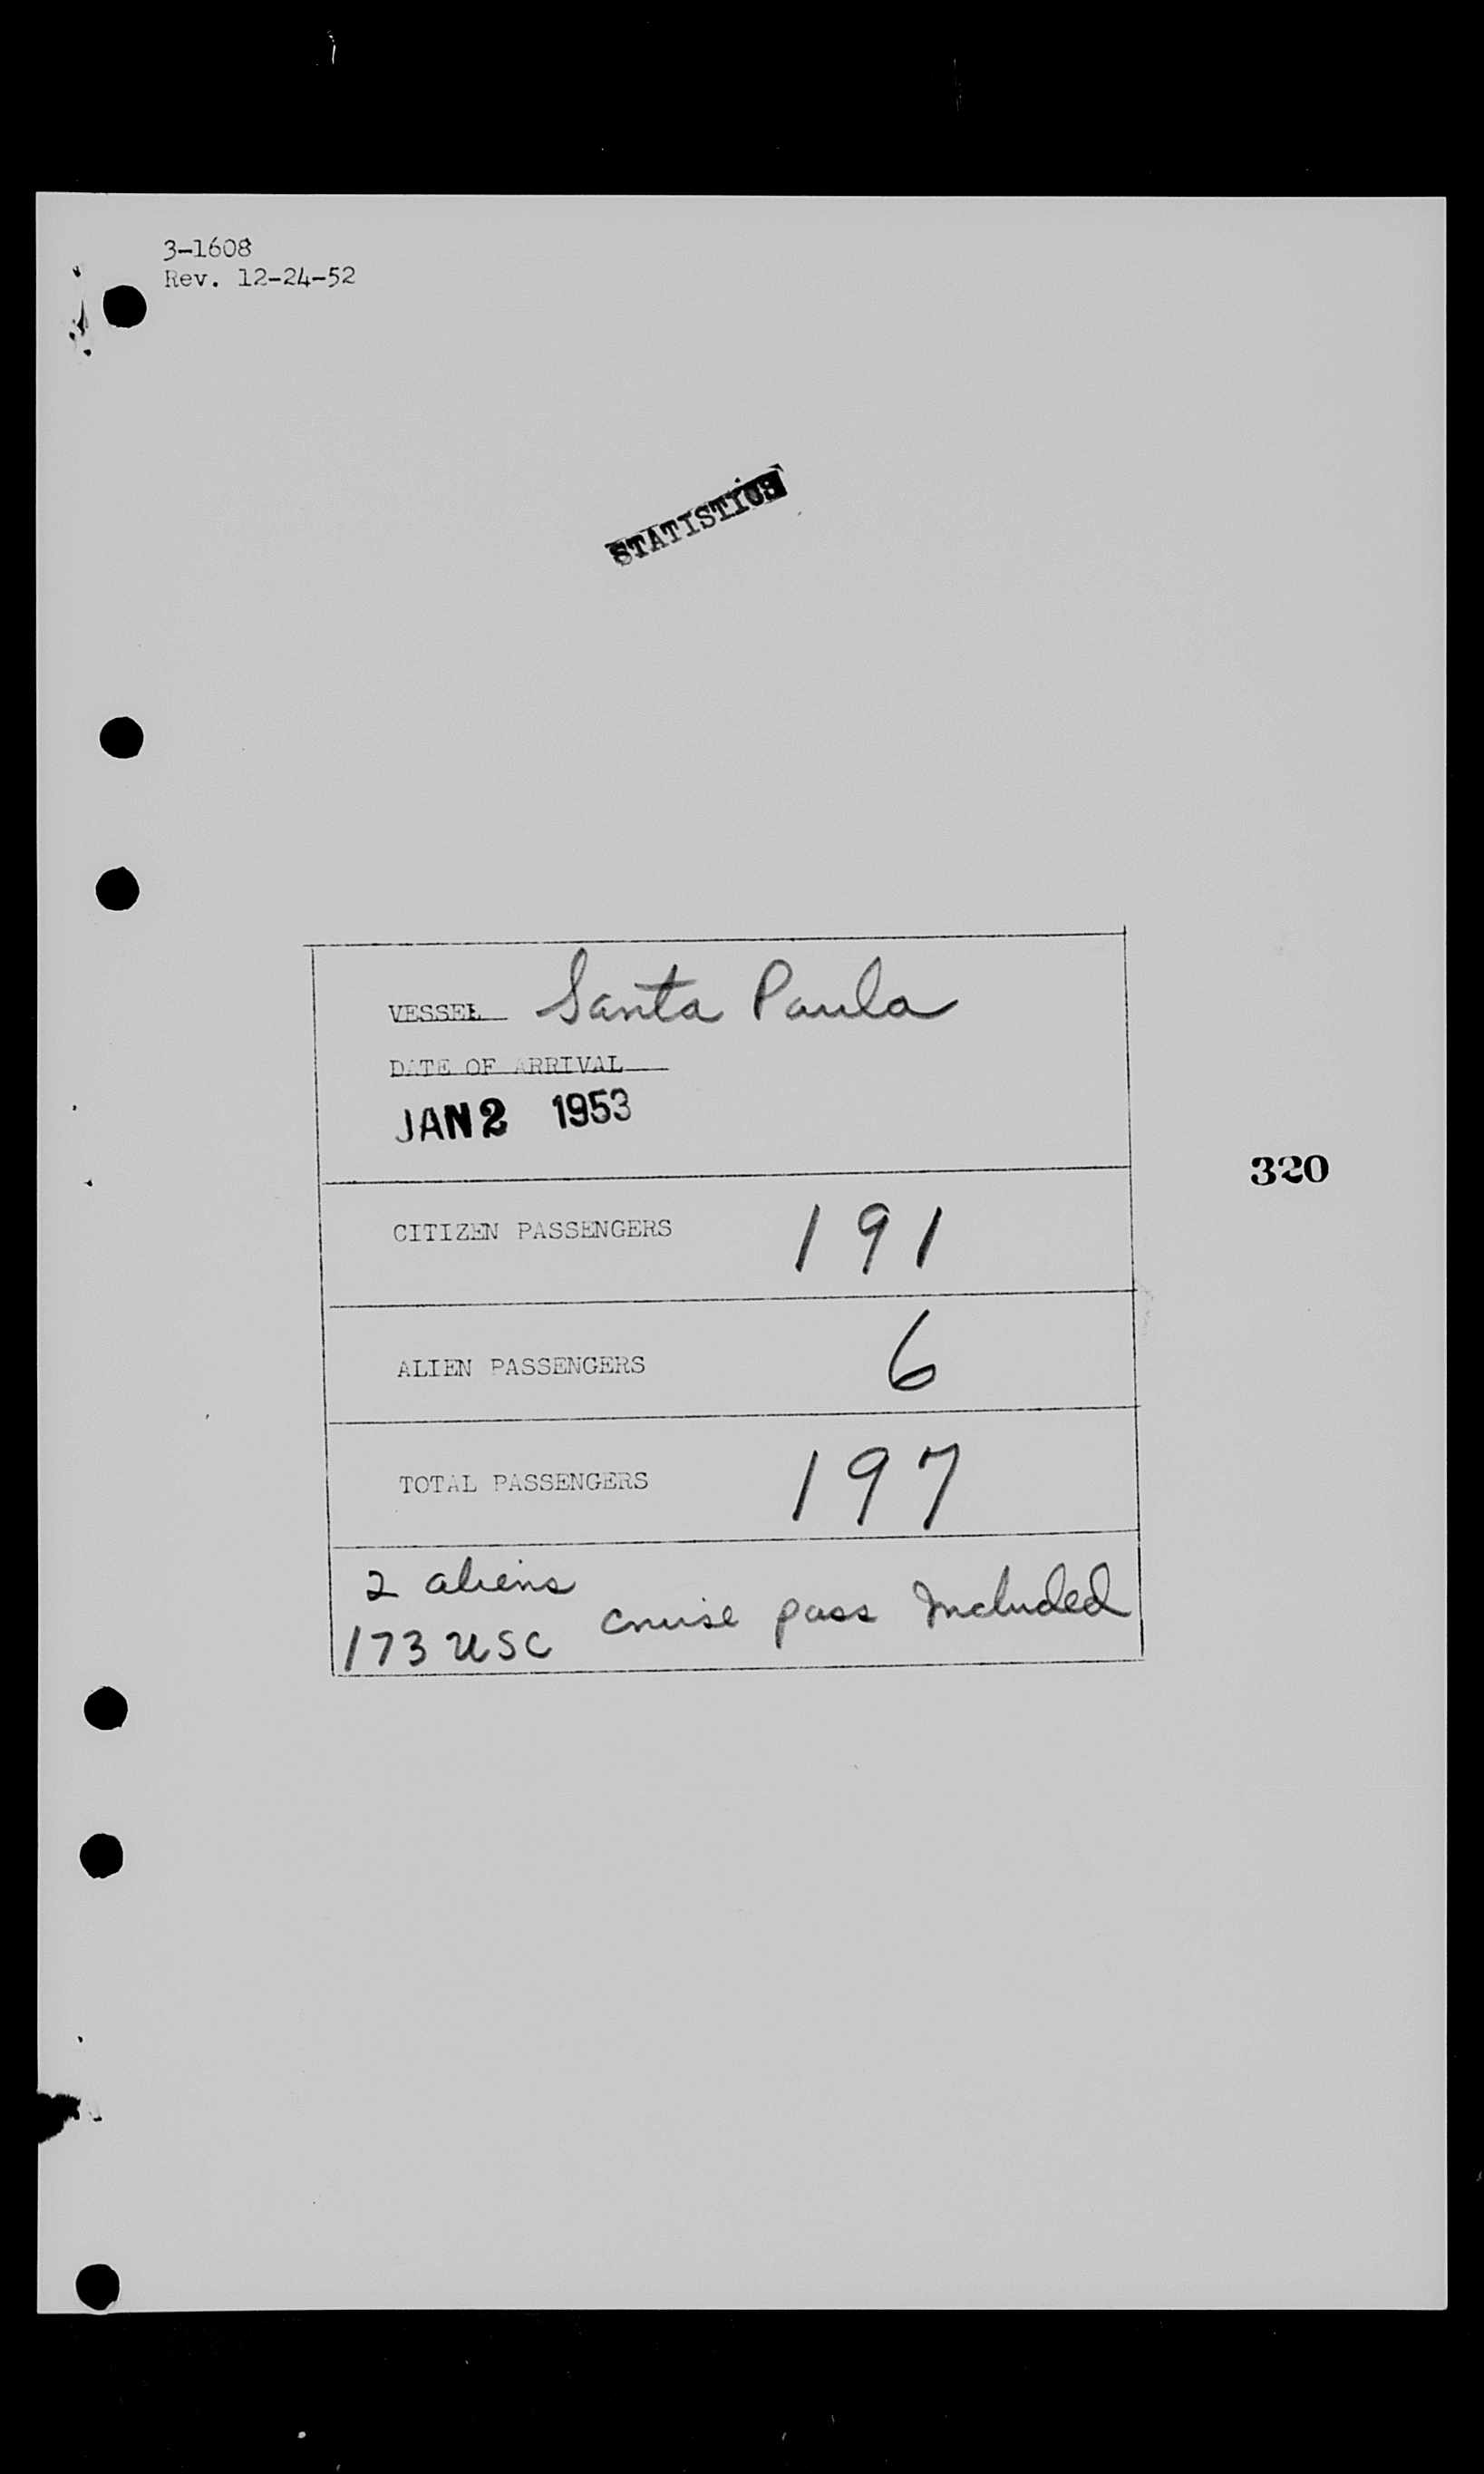 3-1608
Rev. 12-24-52
STATISTICS
VESSEL Santa Paula
DATE OF ARRIVAL
JAN 2 1953
320
CITIZEN PASSENGERS 191
ALIEN PASSENGERS 6
TOTAL PASSENGERS 197
2 aliens
173 USC cruise pass Included